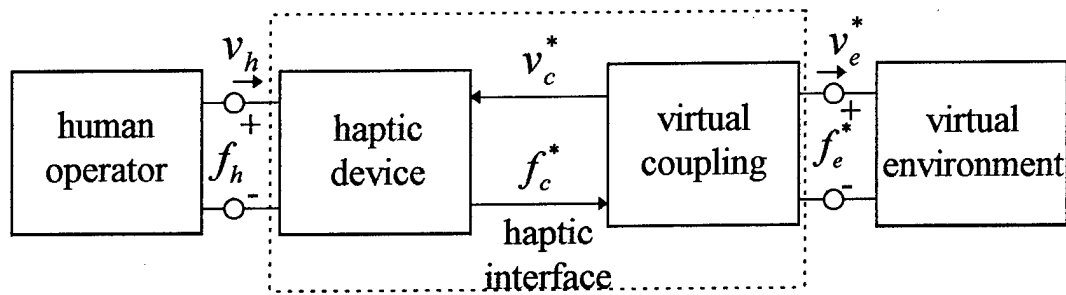 human
operator
v_h
+
f_h
-
haptic
device
v_c^*
f_c^*
haptic
interface
virtual
coupling
v_e^*
+
f_e^*
-
virtual
environment